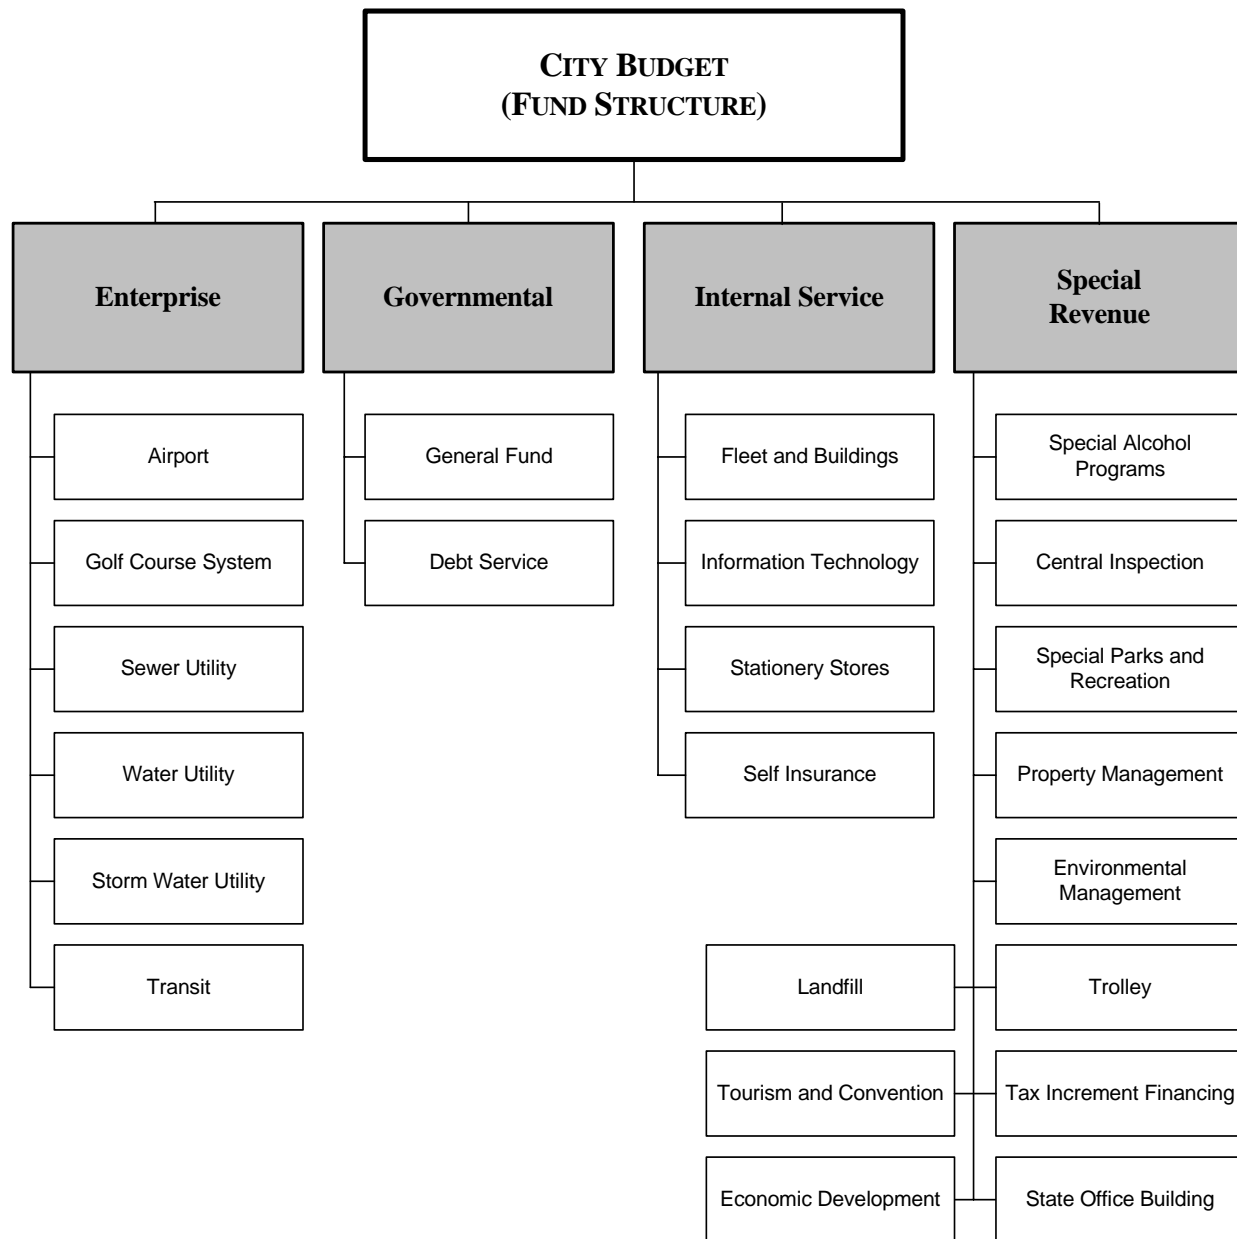 CITY BUDGET
(FUND STRUCTURE)
Enterprise
Governmental
Internal Service
Special
Revenue
Airport
Golf Course System
Sewer Utility
Water Utility
Storm Water Utility
Transit
General Fund
Debt Service
Fleet and Buildings
Information Technology
Stationery Stores
Self Insurance
Special Alcohol
Programs
Central Inspection
Special Parks and
Recreation
Property Management
Environmental
Management
Landfill
Trolley
Tourism and Convention
Tax Increment Financing
Economic Development
State Office Building